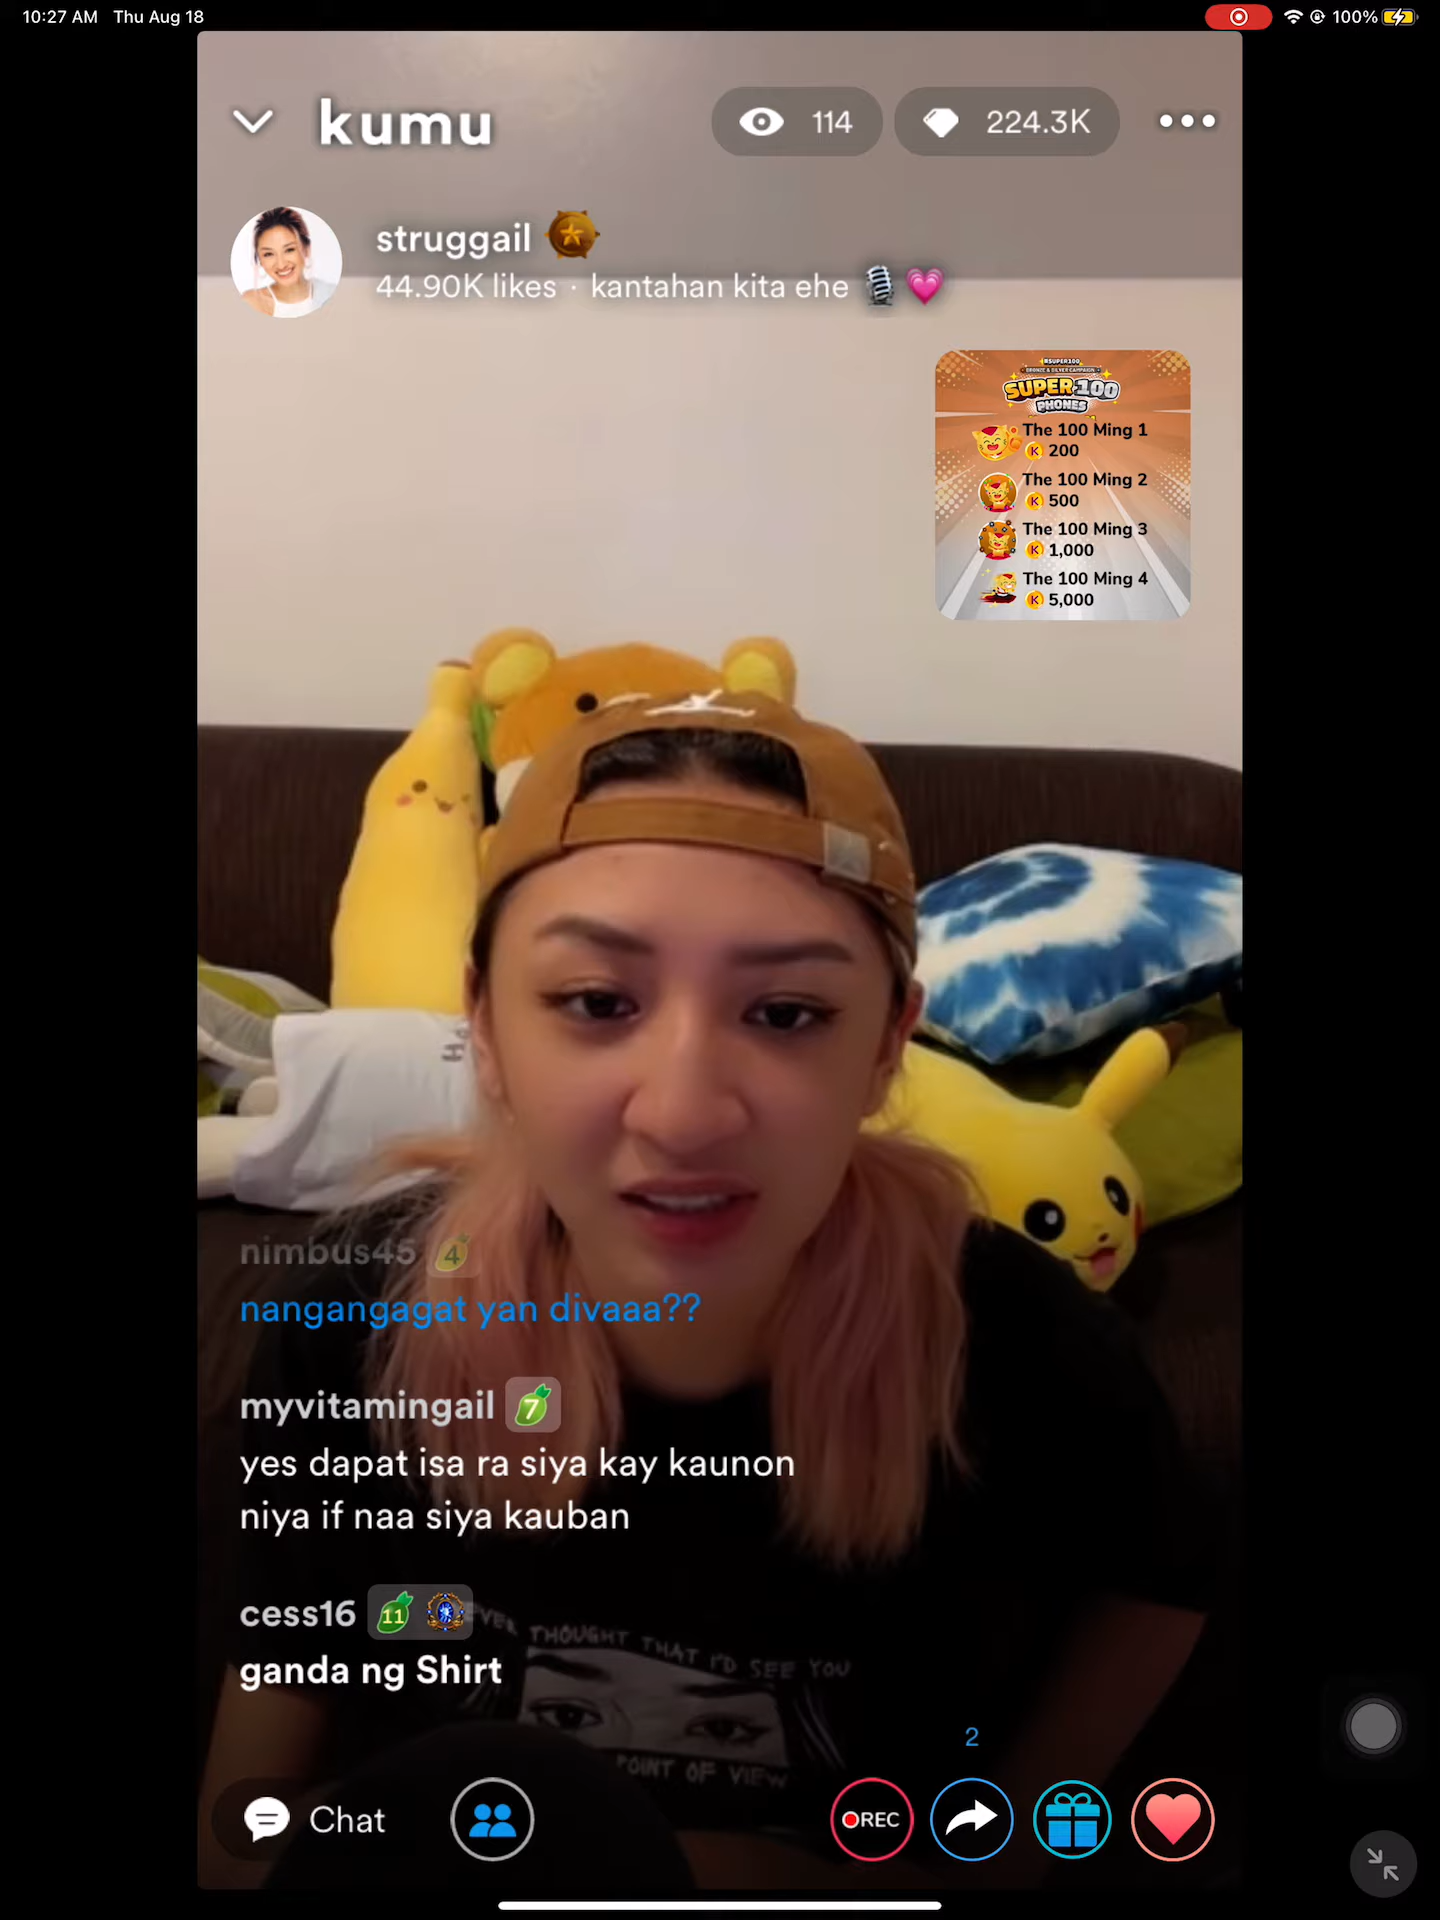 10:27 AM Thu Aug 18
100%
kumu
114
224.3K
struggail
44.90K likes · kantahan kita ehe
#SUPER100
BRONZE & SILVER CAMPAIGN
SUPER 100
PHONES
The 100 Ming 1
K 200
The 100 Ming 2
K 500
The 100 Ming 3
K 1,000
The 100 Ming 4
K 5,000
nimbus45 4
nangangagat yan divaaa??
myvitamingail 7
yes dapat isa ra siya kay kaunon
niya if naa siya kauban
cess16 11
ganda ng Shirt
THOUGHT THAT I'D SEE YOU
POINT OF VIEW
2
Chat
REC